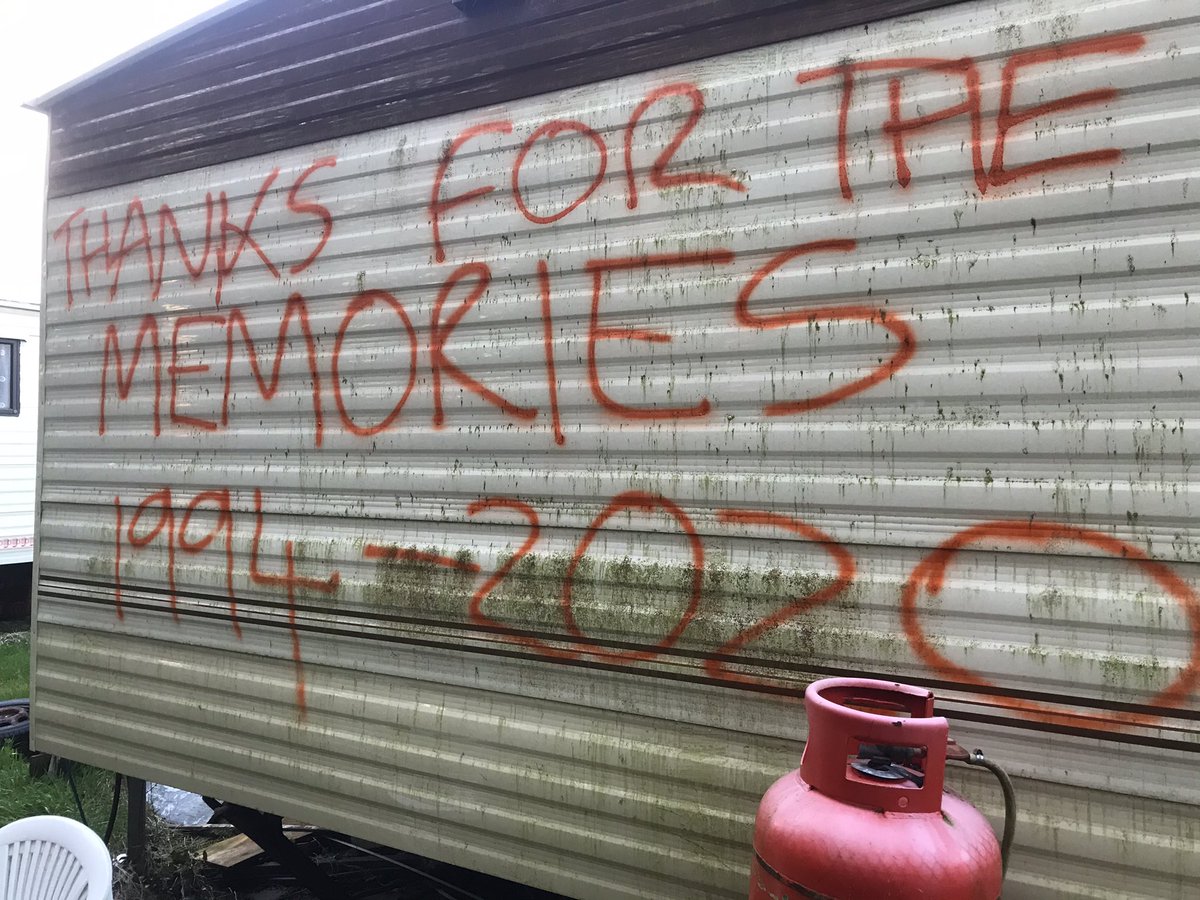 THANKS FOR THE
MEMORIES
1994-2020